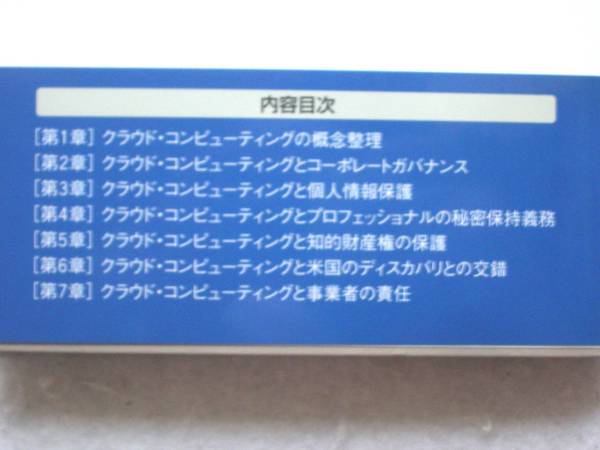 内容目次
[第1章] クラウド・コンピューティングの概念整理
[第2章] クラウド・コンピューティングとコーポレートガバナンス
[第3章] クラウド・コンピューティングと個人情報保護
[第4章] クラウド・コンピューティングとプロフェッショナルの秘密保持義務
[第5章] クラウド・コンピューティングと知的財産権の保護
[第6章] クラウド・コンピューティングと米国のディスカバリとの交錯
[第7章] クラウド・コンピューティングと事業者の責任